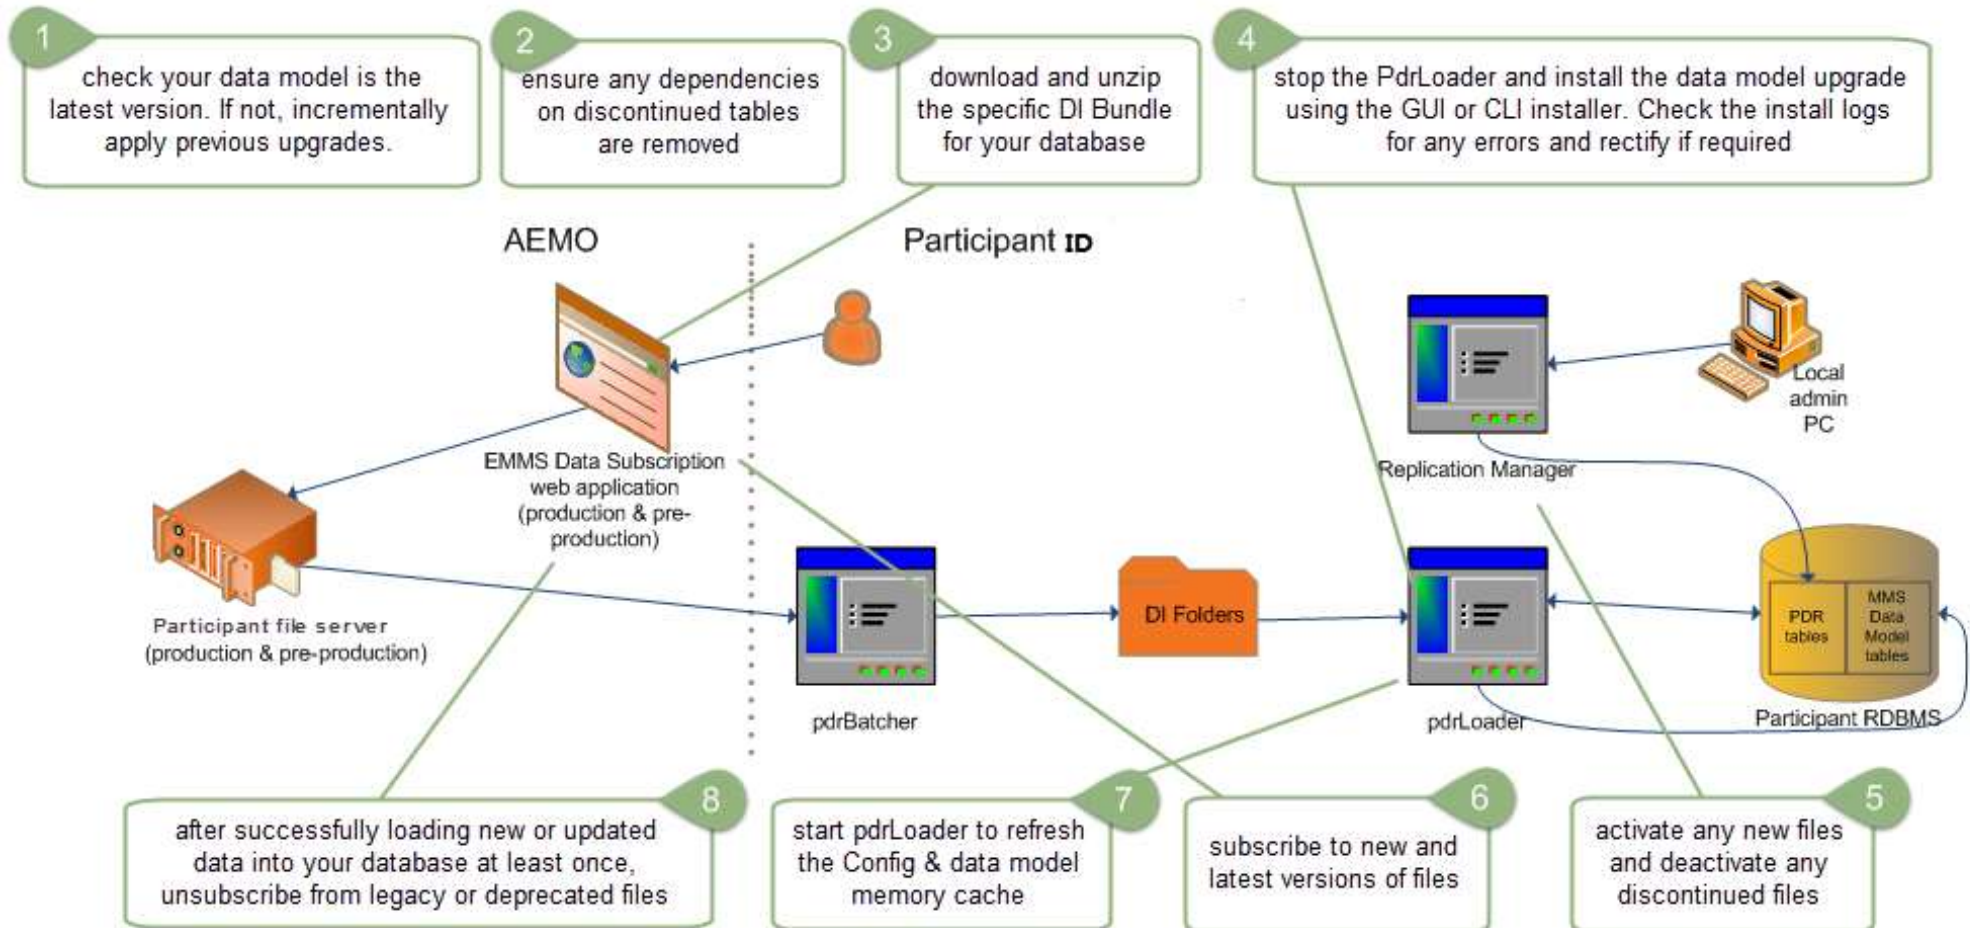 1
check your data model is the
latest version. If not, incrementally
apply previous upgrades.
2
ensure any dependencies
on discontinued tables
are removed
3
download and unzip
the specific DI Bundle
for your database
4
stop the PdrLoader and install the data model upgrade
using the GUI or CLI installer. Check the install logs
for any errors and rectify if required
AEMO
Participant ID
Local
admin
PC
EMMS Data Subscription
web application
(production & pre-
production)
Replication Manager
Participant file server
(production & pre-production)
DI Folders
PDR
tables
MMS
Data
Model
tables
pdrBatcher
pdrLoader
Participant RDBMS
8
after successfully loading new or updated
data into your database at least once,
unsubscribe from legacy or deprecated files
7
start pdrLoader to refresh
the Config & data model
memory cache
6
subscribe to new and
latest versions of files
5
activate any new files
and deactivate any
discontinued files